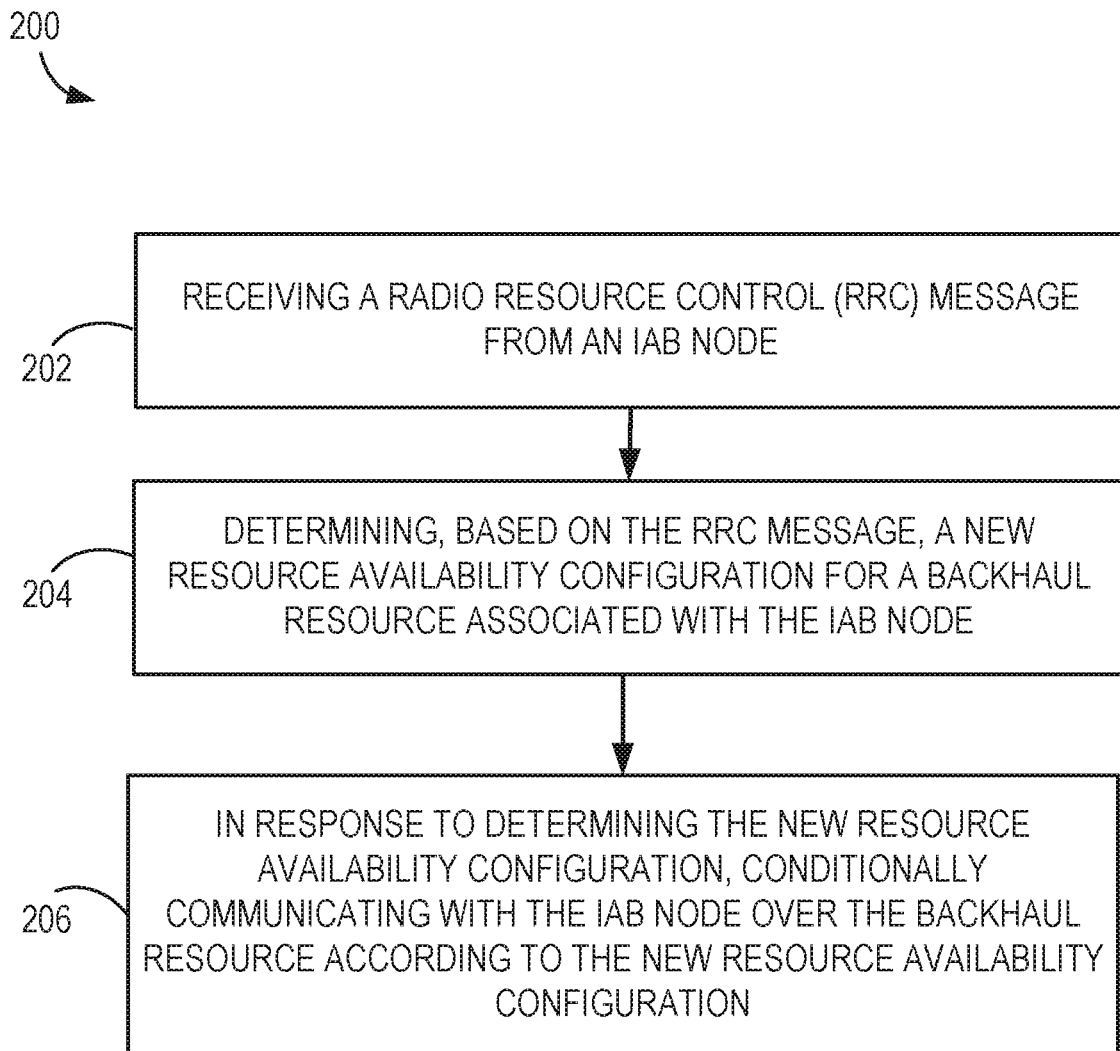 200
RECEIVING A RADIO RESOURCE CONTROL (RRC) MESSAGE
FROM AN IAB NODE
202
DETERMINING, BASED ON THE RRC MESSAGE, A NEW
RESOURCE AVAILABILITY CONFIGURATION FOR A BACKHAUL
RESOURCE ASSOCIATED WITH THE IAB NODE
204
IN RESPONSE TO DETERMINING THE NEW RESOURCE
AVAILABILITY CONFIGURATION, CONDITIONALLY
COMMUNICATING WITH THE IAB NODE OVER THE BACKHAUL
RESOURCE ACCORDING TO THE NEW RESOURCE AVAILABILITY
CONFIGURATION
206